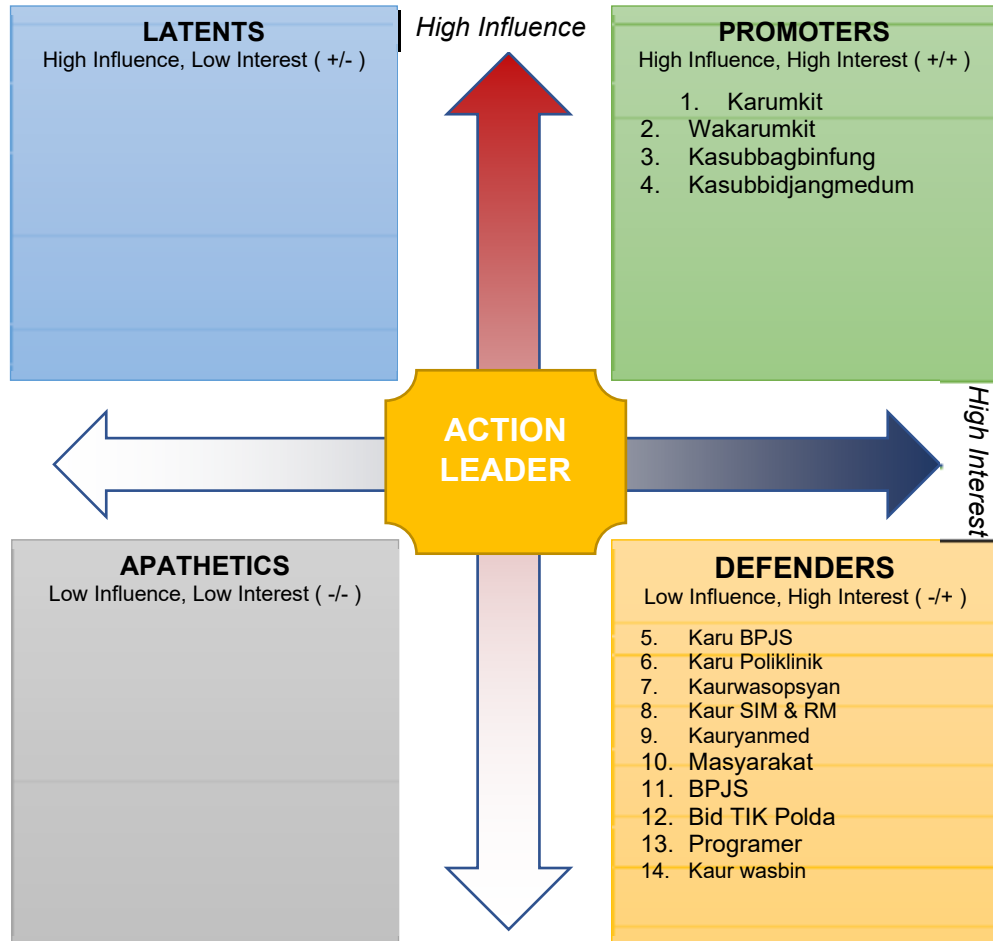 LATENTS
High Influence, Low Interest ( +/- )
High Influence
PROMOTERS
High Influence, High Interest ( +/+ )
1. Karumkit
2. Wakarumkit
3. Kasubbagbinfung
4. Kasubbidjangmedum
ACTION
LEADER
High Interest
APATHETICS
Low Influence, Low Interest ( -/- )
DEFENDERS
Low Influence, High Interest ( -/+ )
5. Karu BPJS
6. Karu Poliklinik
7. Kaurwasopsyan
8. Kaur SIM & RM
9. Kauryanmed
10. Masyarakat
11. BPJS
12. Bid TIK Polda
13. Programer
14. Kaur wasbin